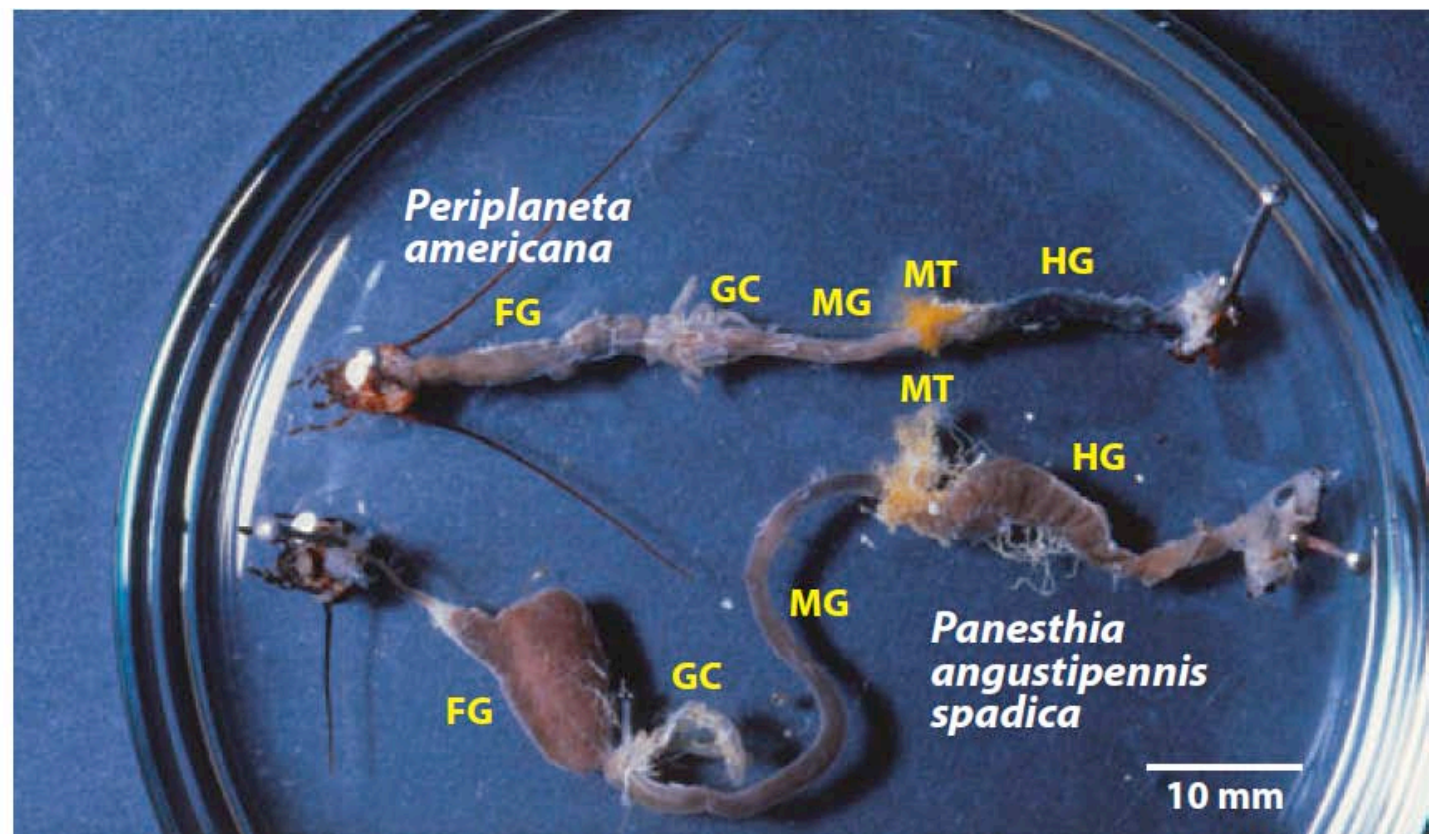 Periplaneta
americana
FG
GC
MG
MT
HG
MT
HG
MG
GC
FG
Panesthia
angustipennis
spadica
10 mm